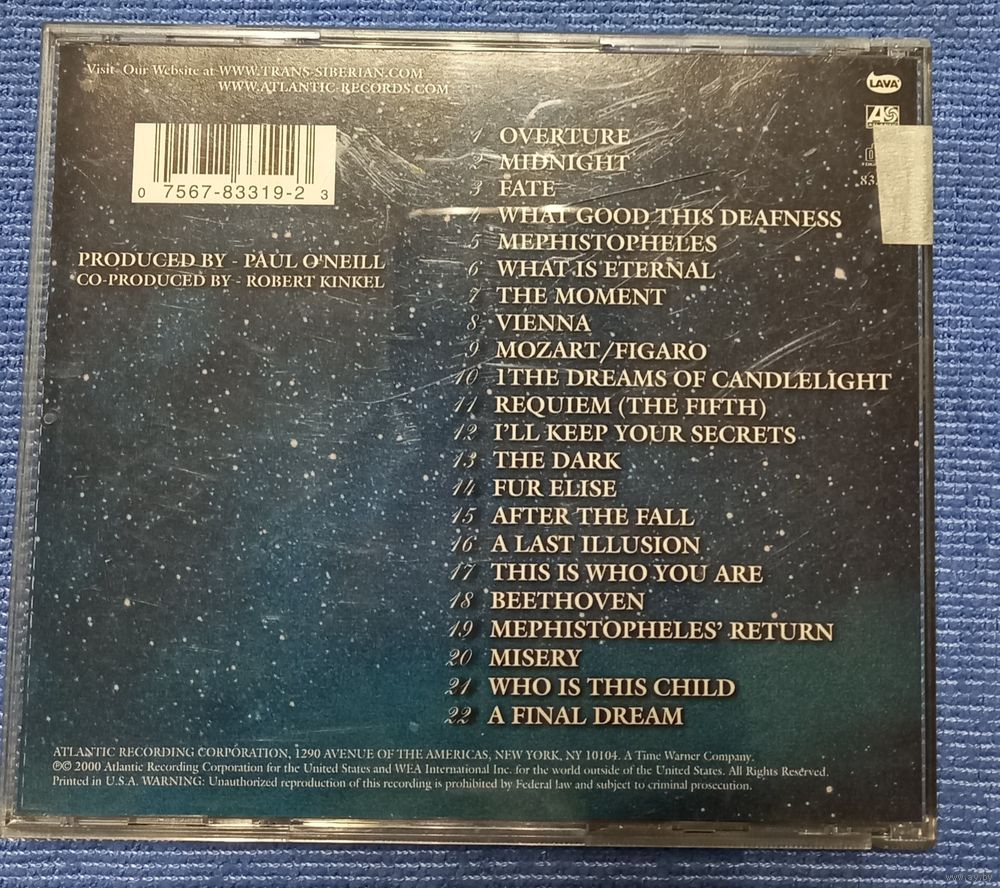 Visit Our Website at WWW.TRANS-SIBERIAN.COM
WWW.ATLANTIC-RECORDS.COM
LAVA
0 7567-83319-2 3
PRODUCED BY - PAUL O'NEILL
CO-PRODUCED BY - ROBERT KINKEL
1 OVERTURE
2 MIDNIGHT
3 FATE
4 WHAT GOOD THIS DEAFNESS
5 MEPHISTOPHELES
6 WHAT IS ETERNAL
7 THE MOMENT
8 VIENNA
9 MOZART/FIGARO
10 1THE DREAMS OF CANDLELIGHT
11 REQUIEM (THE FIFTH)
12 I'LL KEEP YOUR SECRETS
13 THE DARK
14 FUR ELISE
15 AFTER THE FALL
16 A LAST ILLUSION
17 THIS IS WHO YOU ARE
18 BEETHOVEN
19 MEPHISTOPHELES' RETURN
20 MISERY
21 WHO IS THIS CHILD
22 A FINAL DREAM
ATLANTIC RECORDING CORPORATION, 1290 AVENUE OF THE AMERICAS, NEW YORK, NY 10104. A Time Warner Company.
℗© 2000 Atlantic Recording Corporation for the United States and WEA International Inc. for the world outside of the United States. All Rights Reserved.
Printed in U.S.A. WARNING: Unauthorized reproduction of this recording is prohibited by Federal law and subject to criminal prosecution.
www.ay.by